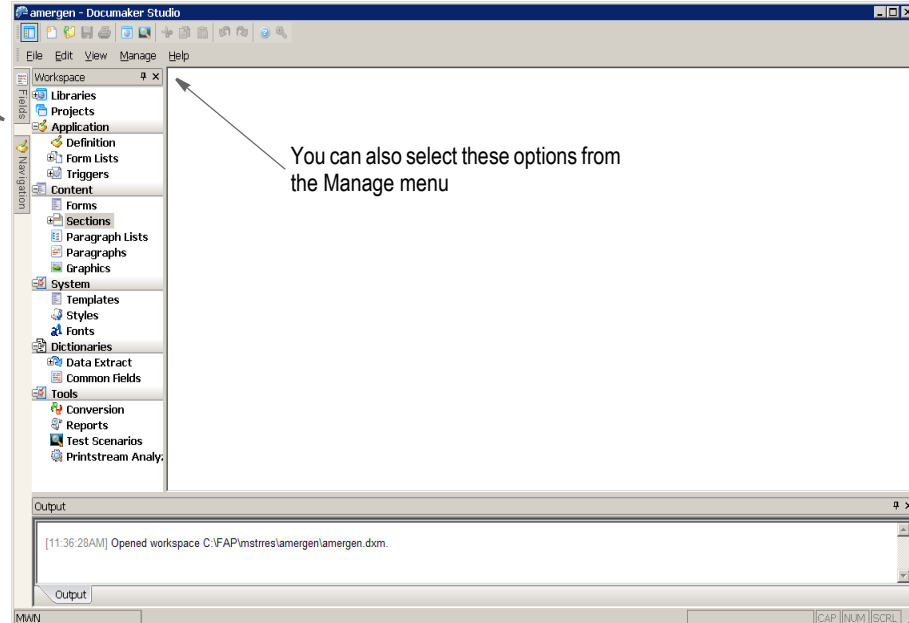 amergen - Documaker Studio
File Edit View Manage Help
Workspace
Fields
Navigation
Libraries
Projects
Application
Definition
Form Lists
Triggers
Content
Forms
Sections
Paragraph Lists
Paragraphs
Graphics
System
Templates
Styles
Fonts
Dictionaries
Data Extract
Common Fields
Tools
Conversion
Reports
Test Scenarios
Printstream Analy
You can also select these options from
the Manage menu
Output
[11:36:28AM] Opened workspace C:\FAP\mstrres\amergen\amergen.dxm.
Output
MWN
CAP NUM SCRL